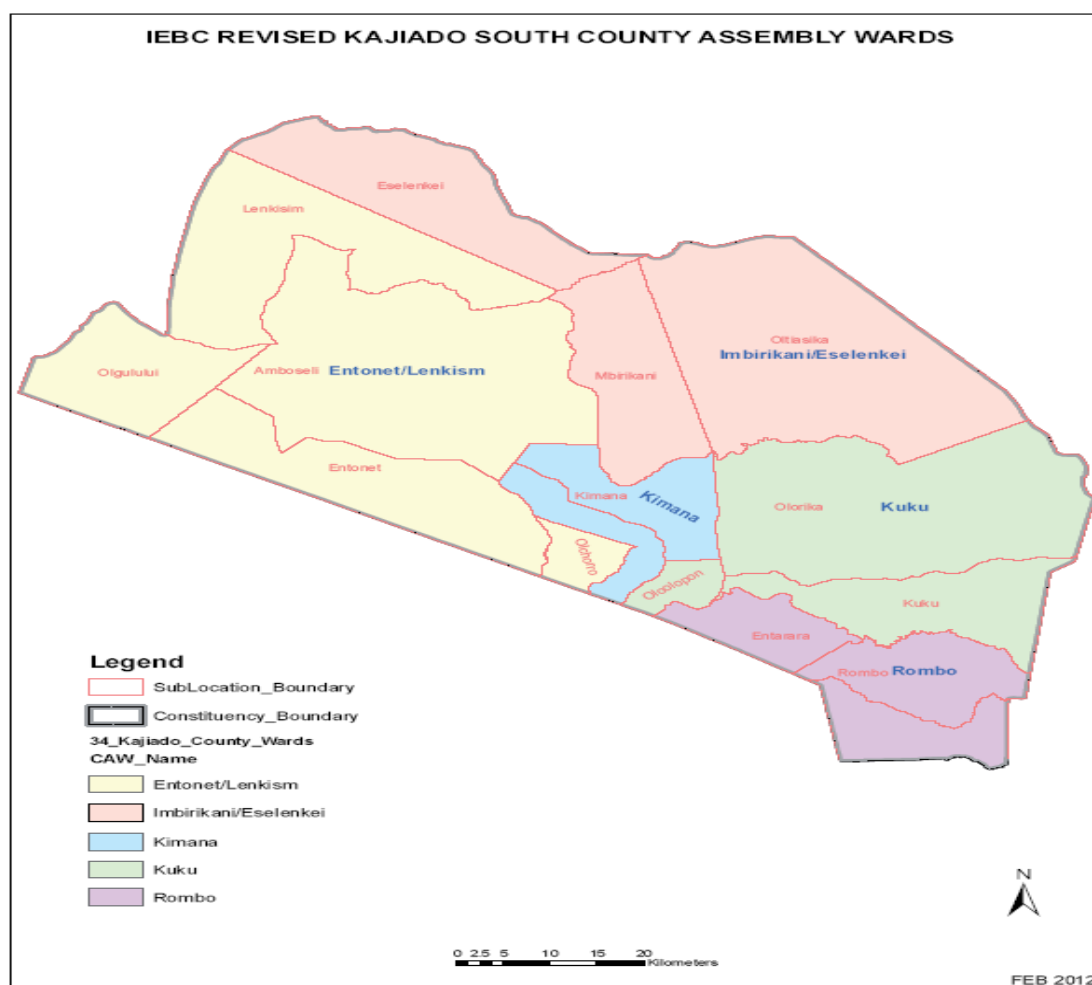 IEBC REVISED KAJIADO SOUTH COUNTY ASSEMBLY WARDS
Eselenkei
Lenkisim
Oltiasika
Imbirikani/Eselenkei
Olgulului
Amboseli
Entonet/Lenkism
Mbirikani
Entonet
Kimana
Kimana
Olorika
Kuku
Olchorro
Oloolopon
Kuku
Entarara
Rombo
Rombo
Legend
SubLocation_Boundary
Constituency_Boundary
34_Kajiado_County_Wards
CAW_Name
Entonet/Lenkism
Imbirikani/Eselenkei
Kimana
Kuku
Rombo
N
0 2.5 5 10 15 20
Kilometers
FEB 2012